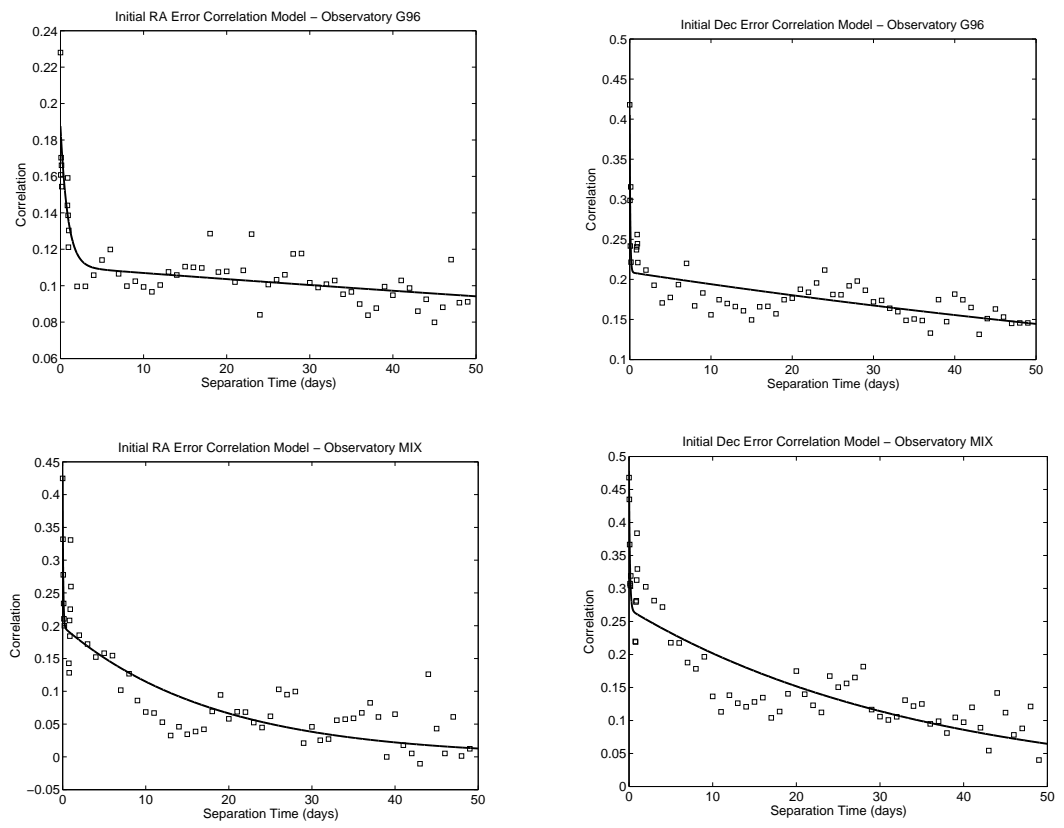 Initial RA Error Correlation Model – Observatory G96
0.24
0.22
0.2
0.18
0.16
0.14
0.12
0.1
0.08
0.06
Correlation
0 10 20 30 40 50
Separation Time (days)
Initial Dec Error Correlation Model – Observatory G96
0.5
0.45
0.4
0.35
0.3
0.25
0.2
0.15
0.1
Correlation
0 10 20 30 40 50
Separation Time (days)
Initial RA Error Correlation Model – Observatory MIX
0.45
0.4
0.35
0.3
0.25
0.2
0.15
0.1
0.05
0
−0.05
Correlation
0 10 20 30 40 50
Separation Time (days)
Initial Dec Error Correlation Model – Observatory MIX
0.5
0.45
0.4
0.35
0.3
0.25
0.2
0.15
0.1
0.05
0
Correlation
0 10 20 30 40 50
Separation Time (days)